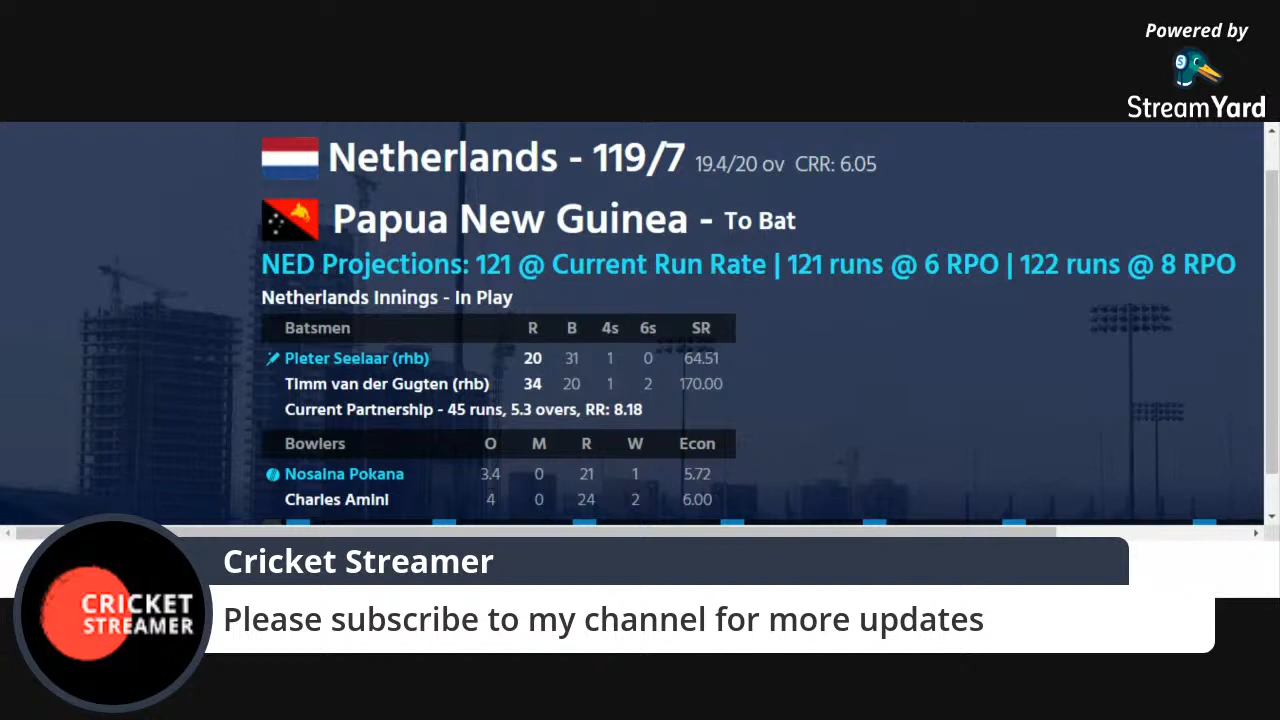 Powered by
StreamYard
Netherlands - 119/7 19.4/20 ov CRR: 6.05
Papua New Guinea - To Bat
NED Projections: 121 @ Current Run Rate | 121 runs @ 6 RPO | 122 runs @ 8 RPO
Netherlands Innings - In Play
Batsmen R B 4s 6s SR
Pieter Seelaar (rhb) 20 31 1 0 64.51
Timm van der Gugten (rhb) 34 20 1 2 170.00
Current Partnership - 45 runs, 5.3 overs, RR: 8.18
Bowlers O M R W Econ
Nosaina Pokana 3.4 0 21 1 5.72
Charles Amini 4 0 24 2 6.00
Cricket Streamer
CRICKET
STREAMER
Please subscribe to my channel for more updates